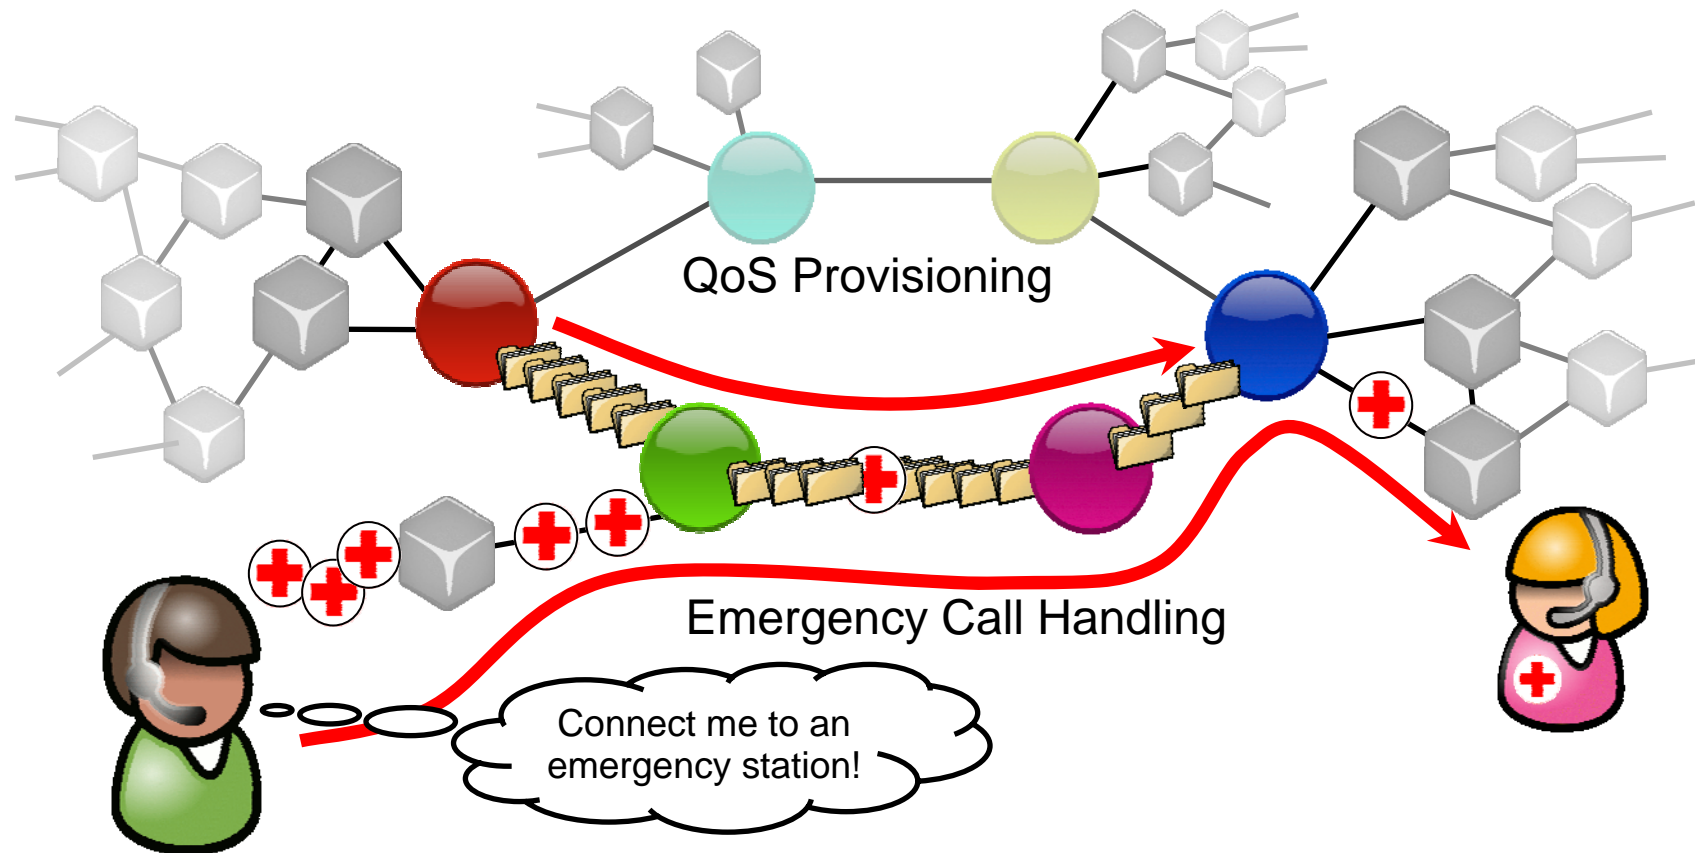 QoS Provisioning
Emergency Call Handling
Connect me to an
emergency station!